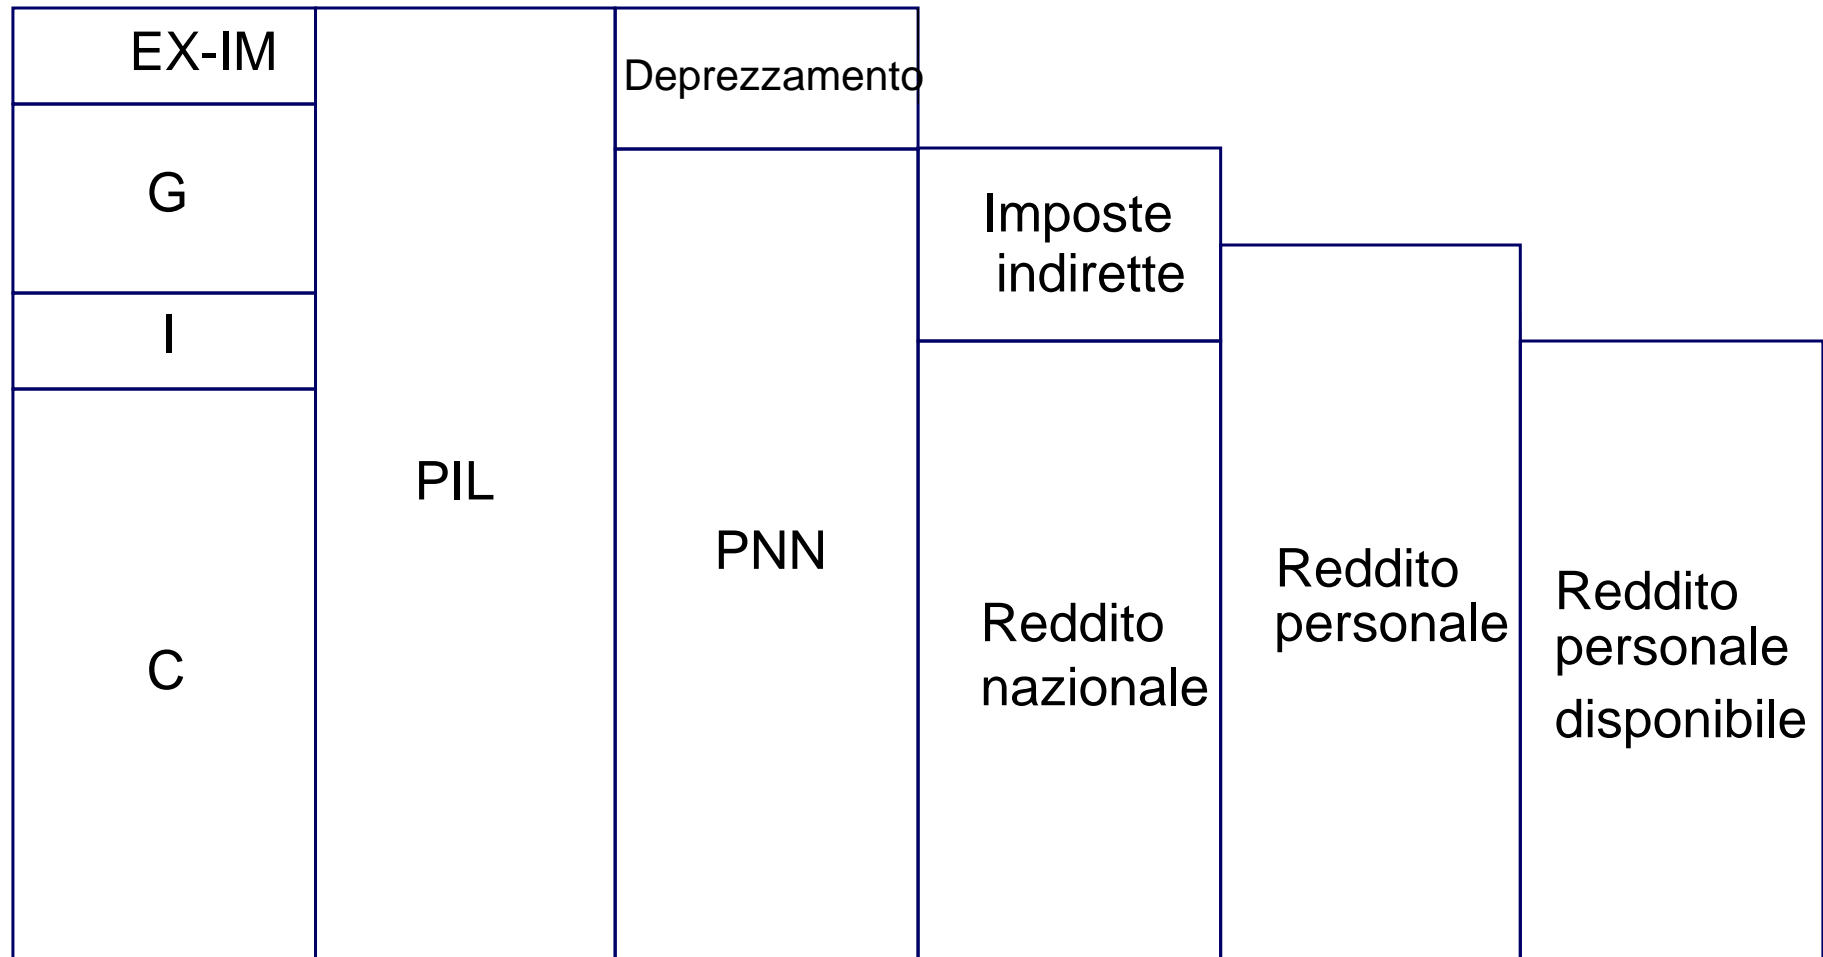 EX-IM
G
I
C
PIL
Deprezzamento
PNN
Imposte
indirette
Reddito
nazionale
Reddito
personale
Reddito
personale
disponibile